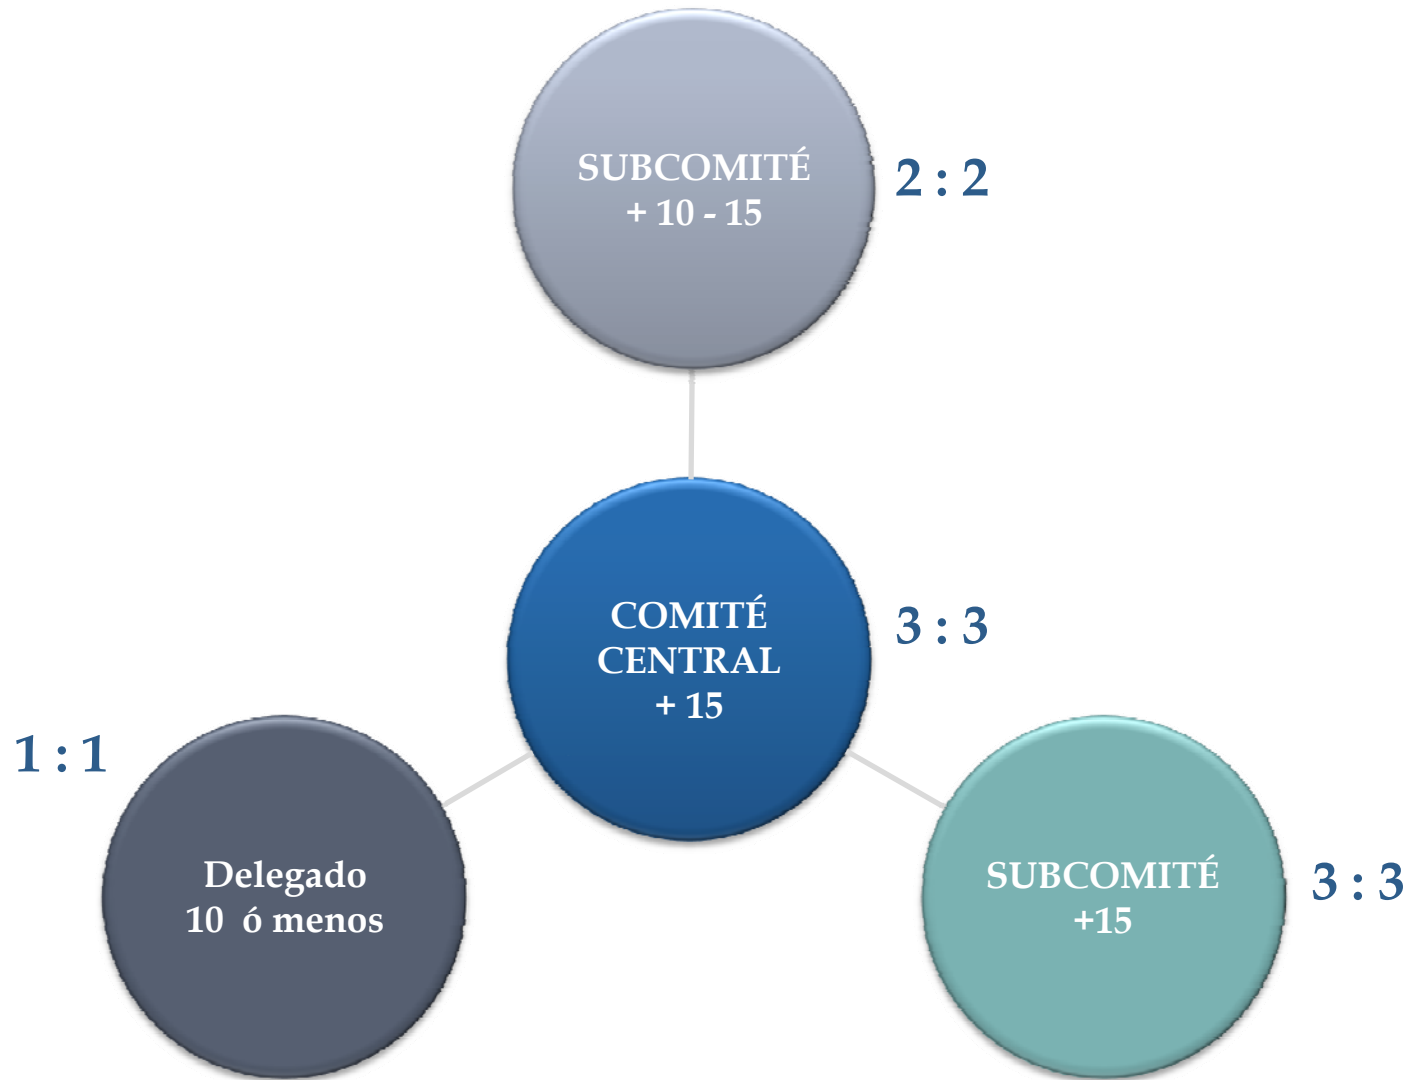 SUBCOMITÉ
+ 10 - 15
2 : 2
COMITÉ
CENTRAL
+ 15
3 : 3
1 : 1
Delegado
10 ó menos
SUBCOMITÉ
+15
3 : 3